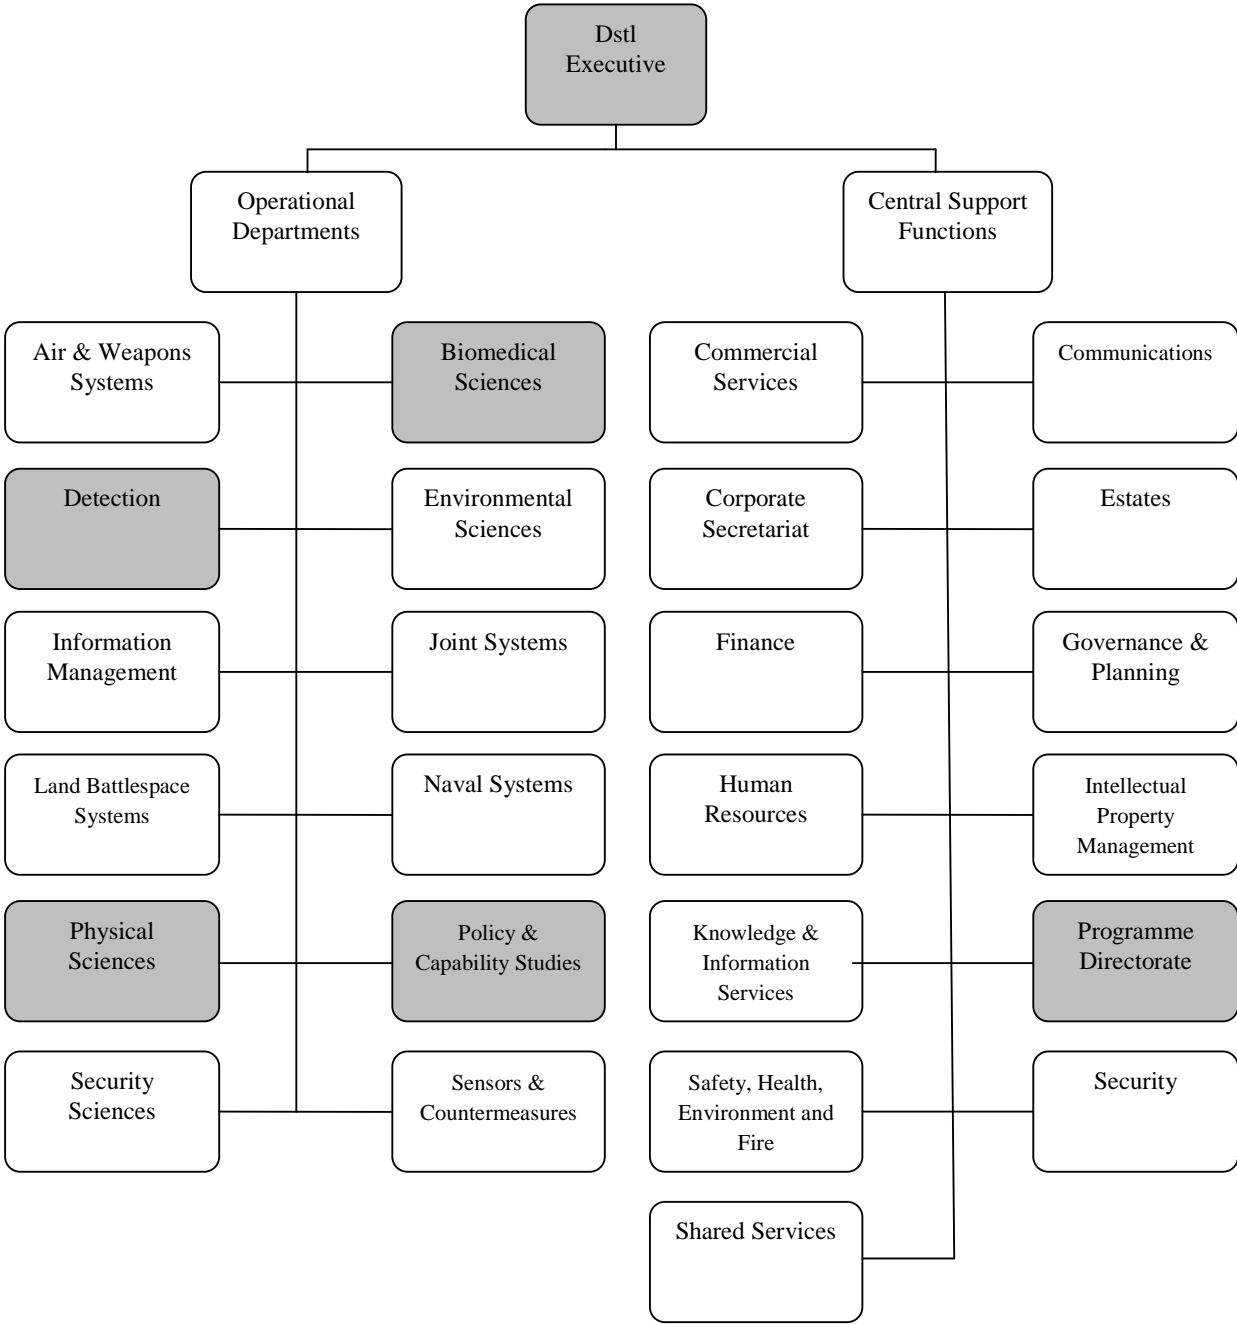 Dstl
Executive
Operational
Departments
Central Support
Functions
Air & Weapons
Systems
Biomedical
Sciences
Commercial
Services
Communications
Detection
Environmental
Sciences
Corporate
Secretariat
Estates
Information
Management
Joint Systems
Finance
Governance &
Planning
Land Battlespace
Systems
Naval Systems
Human
Resources
Intellectual
Property
Management
Physical
Sciences
Policy &
Capability Studies
Knowledge &
Information
Services
Programme
Directorate
Security
Sciences
Sensors &
Countermeasures
Safety, Health,
Environment and
Fire
Security
Shared Services